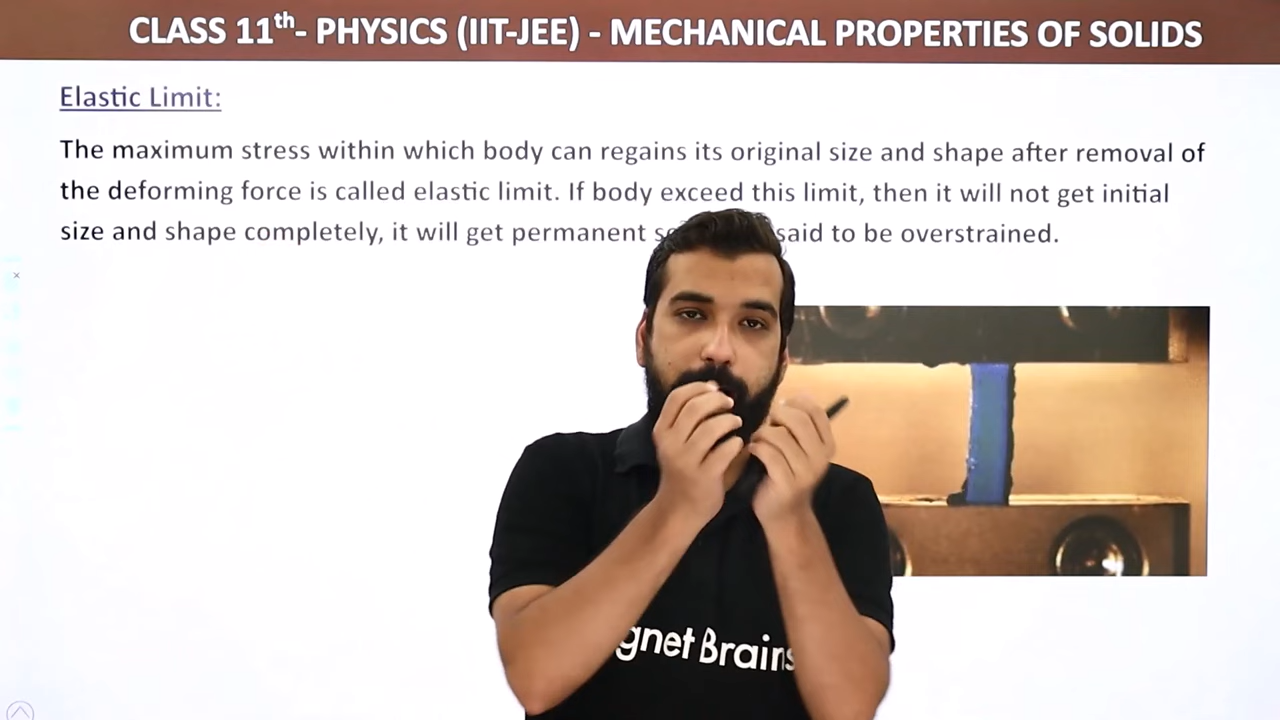 CLASS 11th- PHYSICS (IIT-JEE) - MECHANICAL PROPERTIES OF SOLIDS
Elastic Limit:
The maximum stress within which body can regains its original size and shape after removal of
the deforming force is called elastic limit. If body exceed this limit, then it will not get initial
size and shape completely, it will get permanent said to be overstrained.
gnet Brains